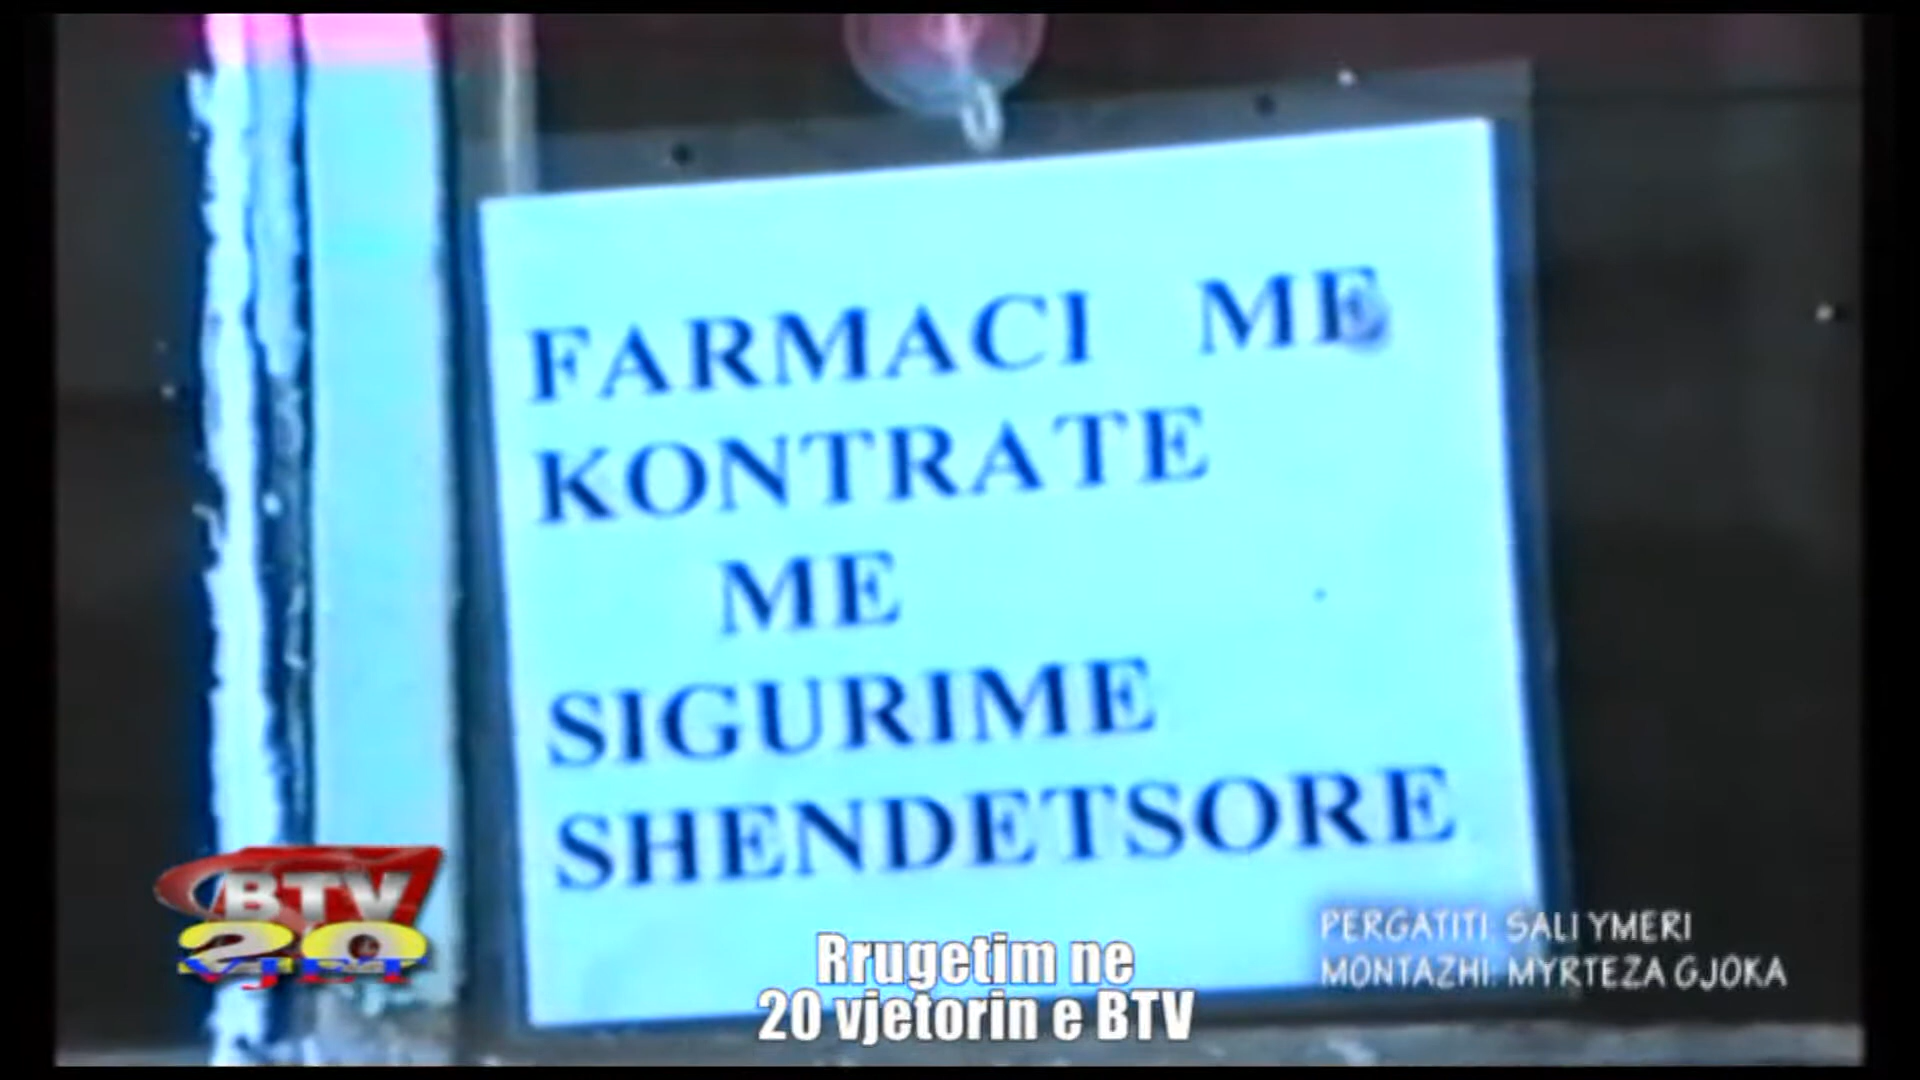 FARMACI ME
KONTRATE
ME
SIGURIME
SHENDETSORE
BTV
20
VJET
Rrugetim ne
20 vjetorin e BTV
PERGATITI: SALI YMERI
MONTAZHI: MYRTEZA GJOKA